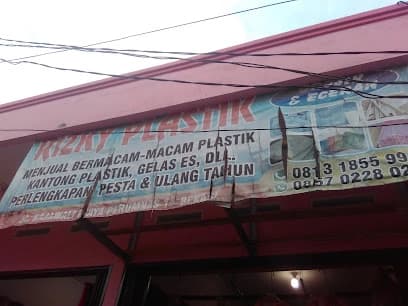 RIZKY PLASTIK
& ECERAN
MENJUAL BERMACAM-MACAM PLASTIK
KANTONG PLASTIK, GELAS ES, DLL..
PERLENGKAPAN PESTA & ULANG TAHUN
0813 1855 99
0857 0228 02